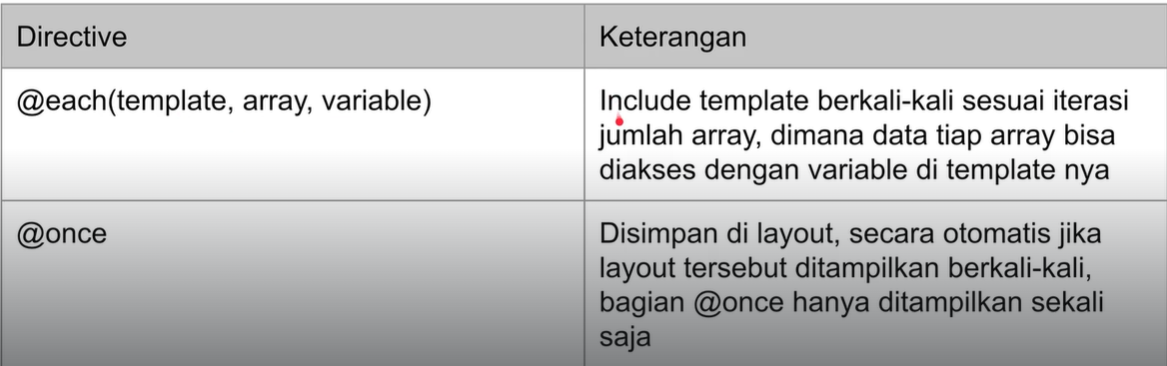 Directive
Keterangan
@each(template, array, variable)
Include template berkali-kali sesuai iterasi
jumlah array, dimana data tiap array bisa
diakses dengan variable di template nya
@once
Disimpan di layout, secara otomatis jika
layout tersebut ditampilkan berkali-kali,
bagian @once hanya ditampilkan sekali
saja